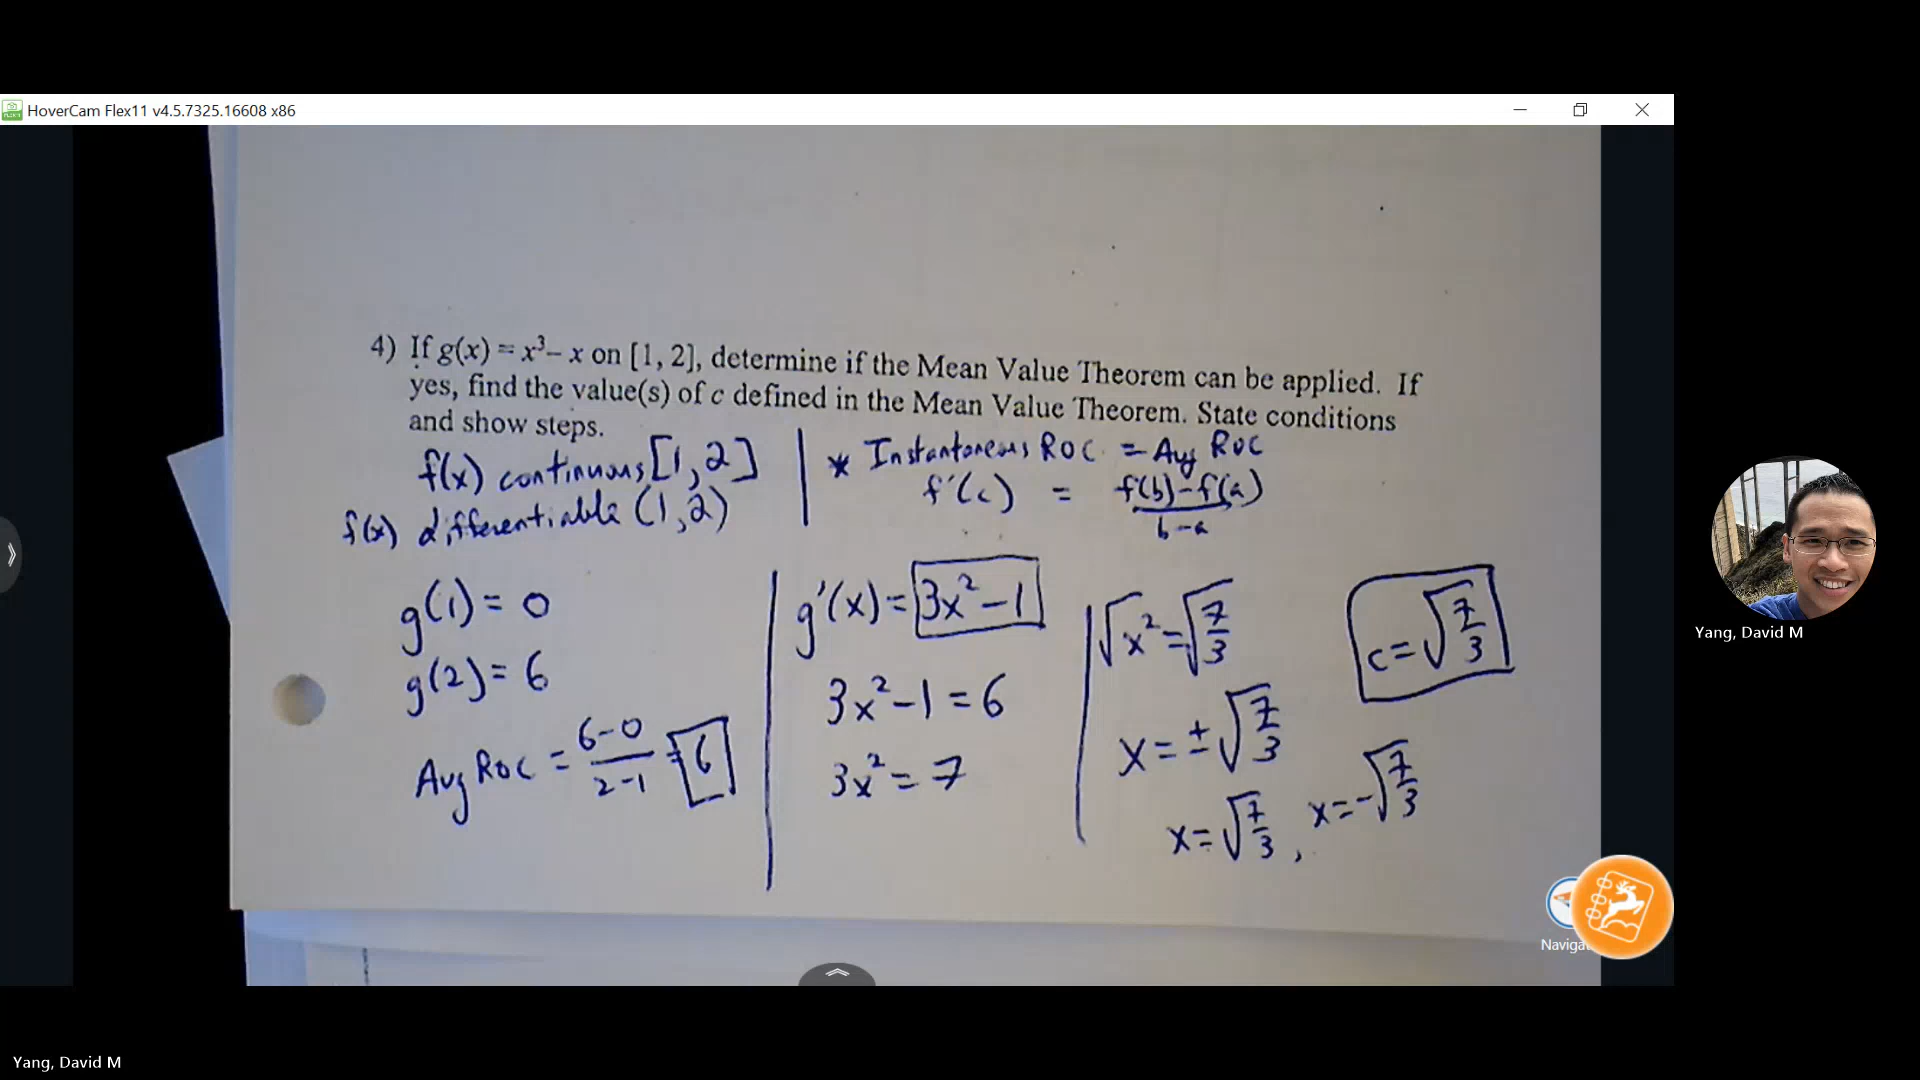 HoverCam Flex11 v4.5.7325.16608 x86
4) If g(x) = x³– x on [1, 2], determine if the Mean Value Theorem can be applied. If
yes, find the value(s) of c defined in the Mean Value Theorem. State conditions
and show steps.
f(x) continuous [1, 2]
f(x) differentiable (1, 2)
* Instantaneous ROC = Avg ROC
f'(c) = f(b)-f(a) / b-a
g(1) = 0
g(2) = 6
Avg ROC = 6-0 / 2-1 = 6
g'(x) = 3x² - 1
3x² - 1 = 6
3x² = 7
√x² = √7/3
x = ± √7/3
x = √7/3 , x = -√7/3
c = √7/3
Yang, David M
Yang, David M